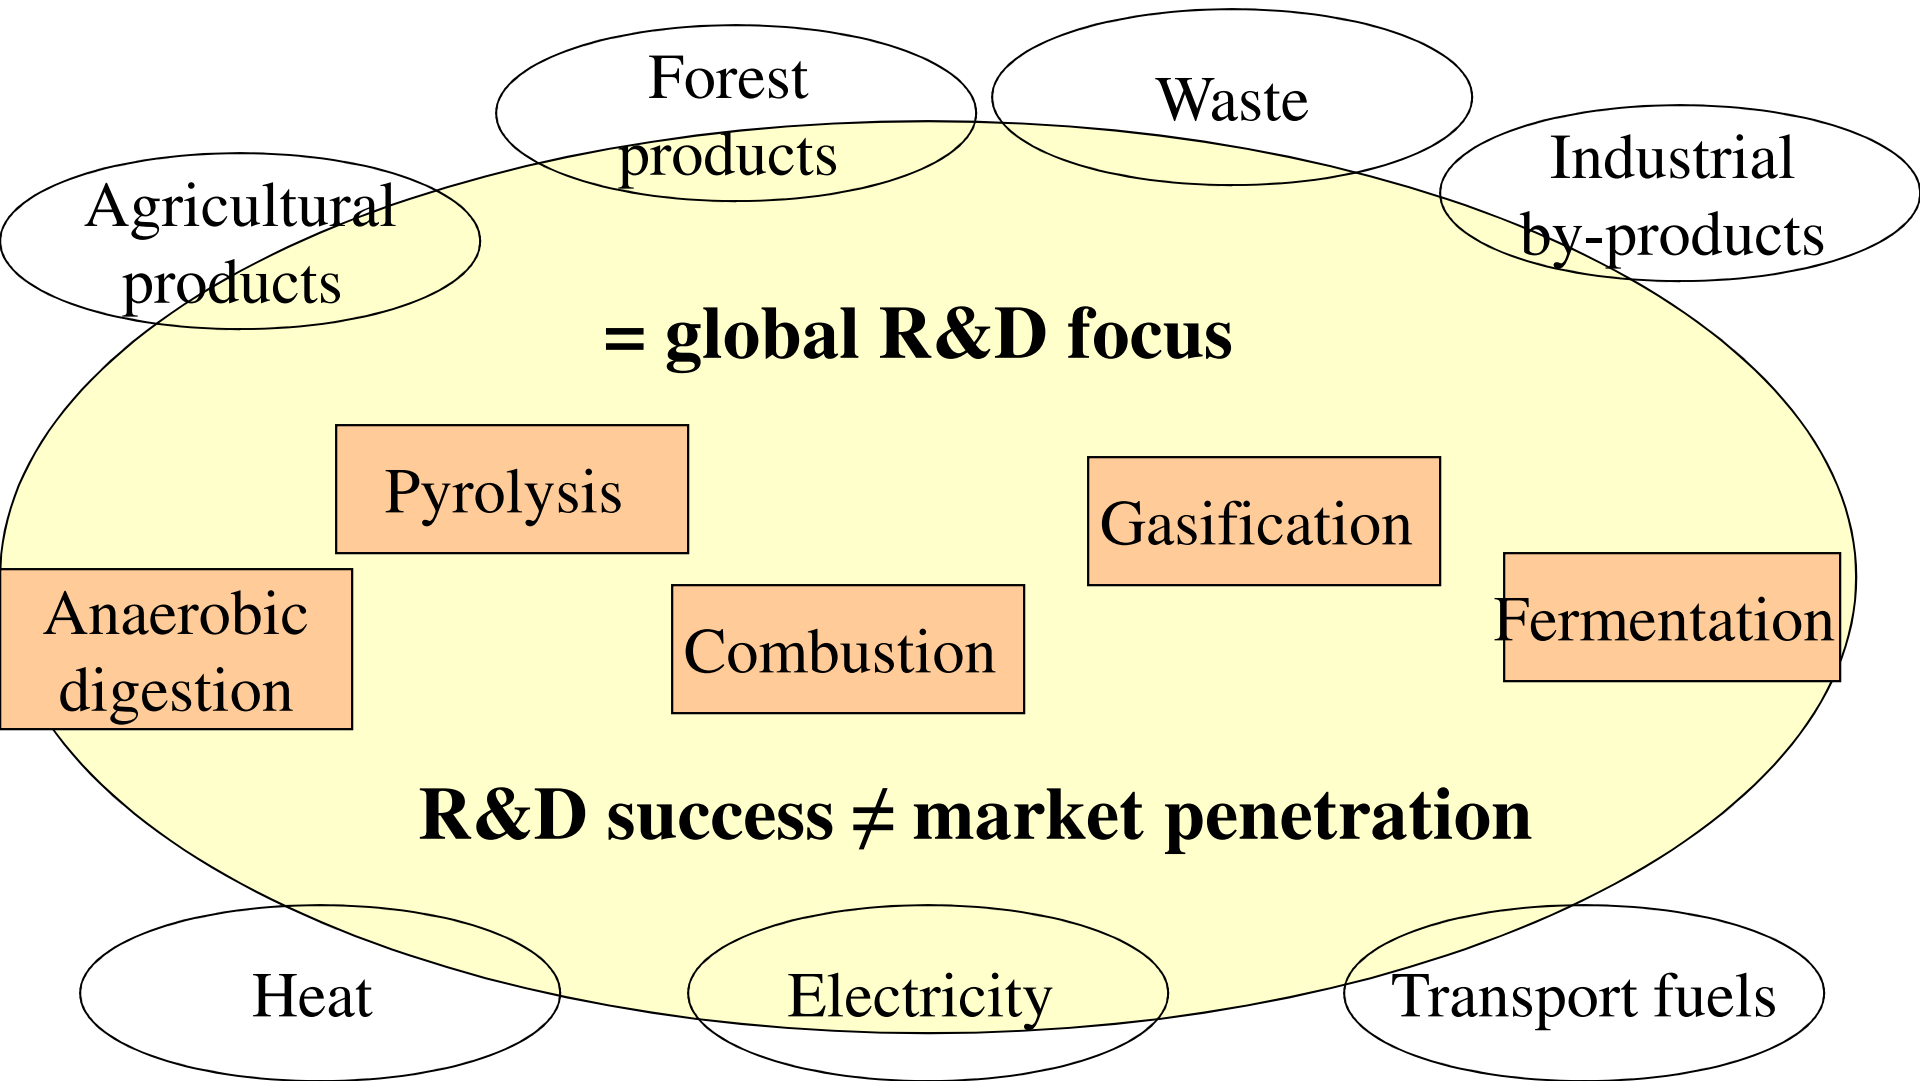 Forest
products
Waste
Industrial
by-products
Agricultural
products
= global R&D focus
Pyrolysis
Gasification
Anaerobic
digestion
Combustion
Fermentation
R&D success ≠ market penetration
Heat
Electricity
Transport fuels